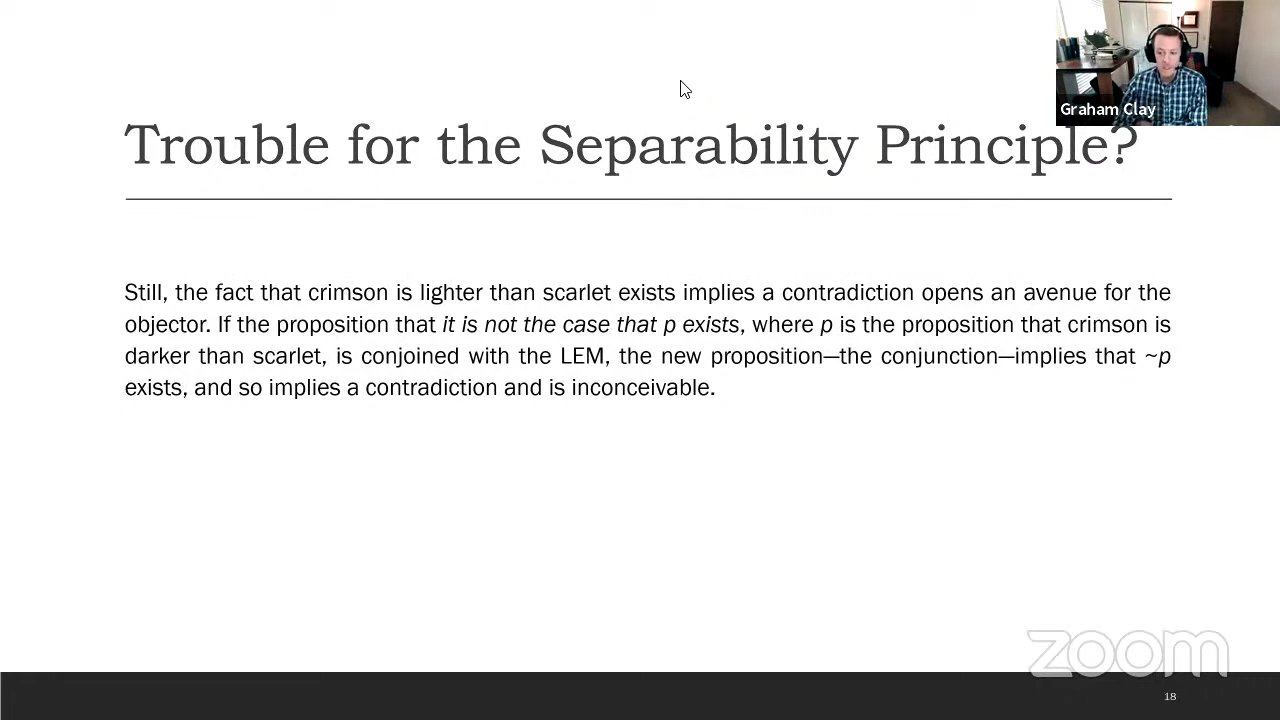 Graham Clay
Trouble for the Separability Principle?
Still, the fact that crimson is lighter than scarlet exists implies a contradiction opens an avenue for the
objector. If the proposition that it is not the case that p exists, where p is the proposition that crimson is
darker than scarlet, is conjoined with the LEM, the new proposition—the conjunction—implies that ~p
exists, and so implies a contradiction and is inconceivable.
zoom
18